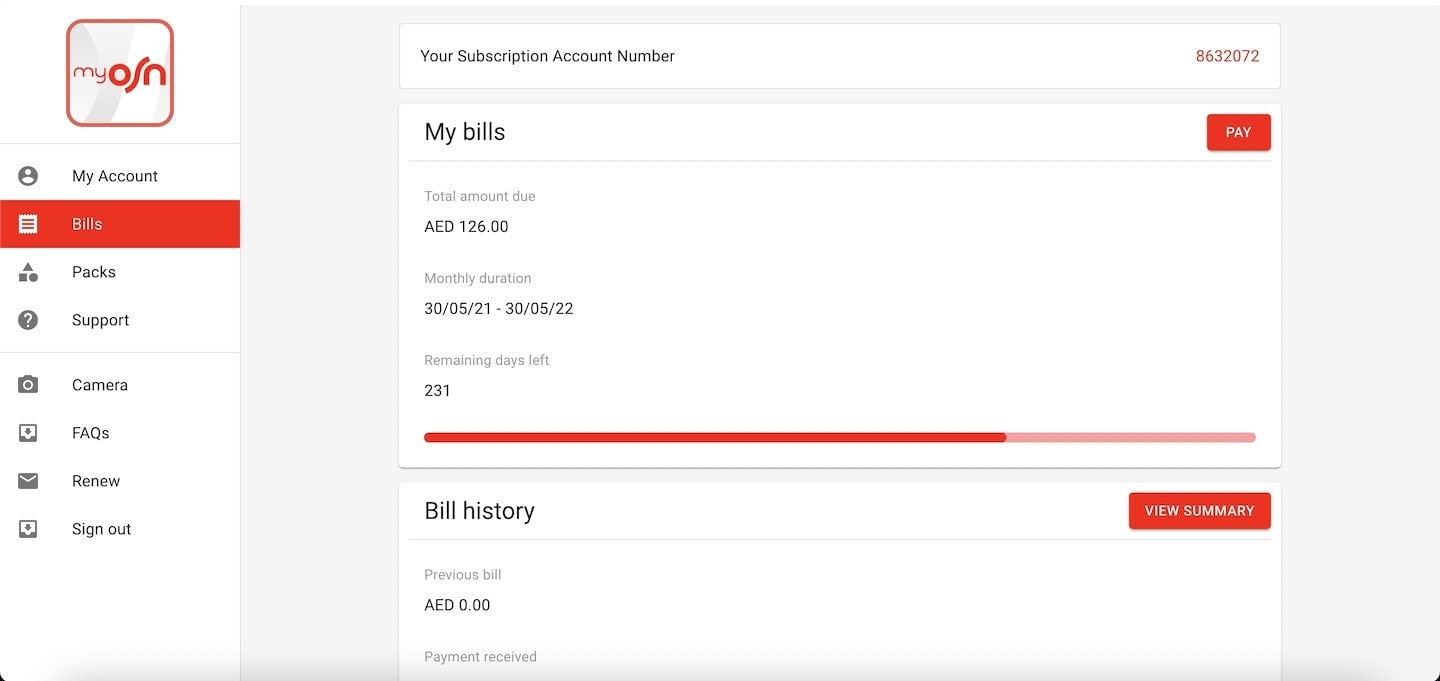 myosn
My Account
Bills
Packs
Support
Camera
FAQs
Renew
Sign out
Your Subscription Account Number 8632072
My bills PAY
Total amount due
AED 126.00
Monthly duration
30/05/21 - 30/05/22
Remaining days left
231
Bill history VIEW SUMMARY
Previous bill
AED 0.00
Payment received